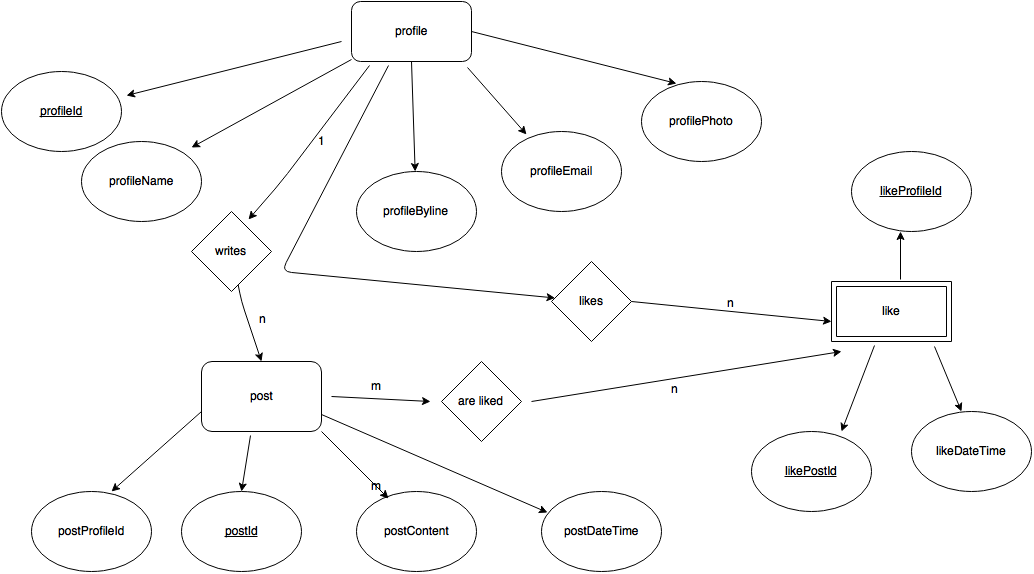 profile
profileId
profilePhoto
1
profileName
profileEmail
likeProfileId
profileByline
writes
likes
n
like
n
post
m
are liked
n
likePostId
likeDateTime
m
postProfileId
postId
postContent
postDateTime